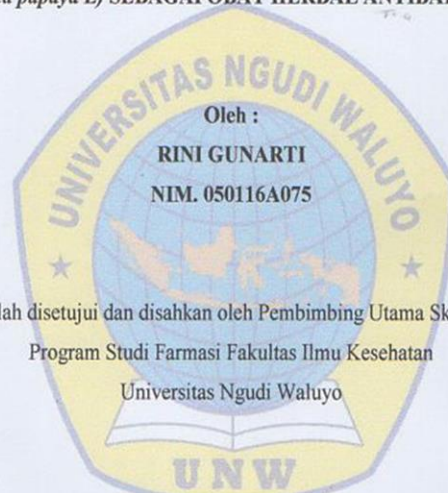 papaya L) SEBAGAI OBAT HERBAL ANTIBA
UNIVERSITAS NGUDI WALUYO
Oleh :
RINI GUNARTI
NIM. 050116A075
lah disetujui dan disahkan oleh Pembimbing Utama Sk
Program Studi Farmasi Fakultas Ilmu Kesehatan
Universitas Ngudi Waluyo
UNW